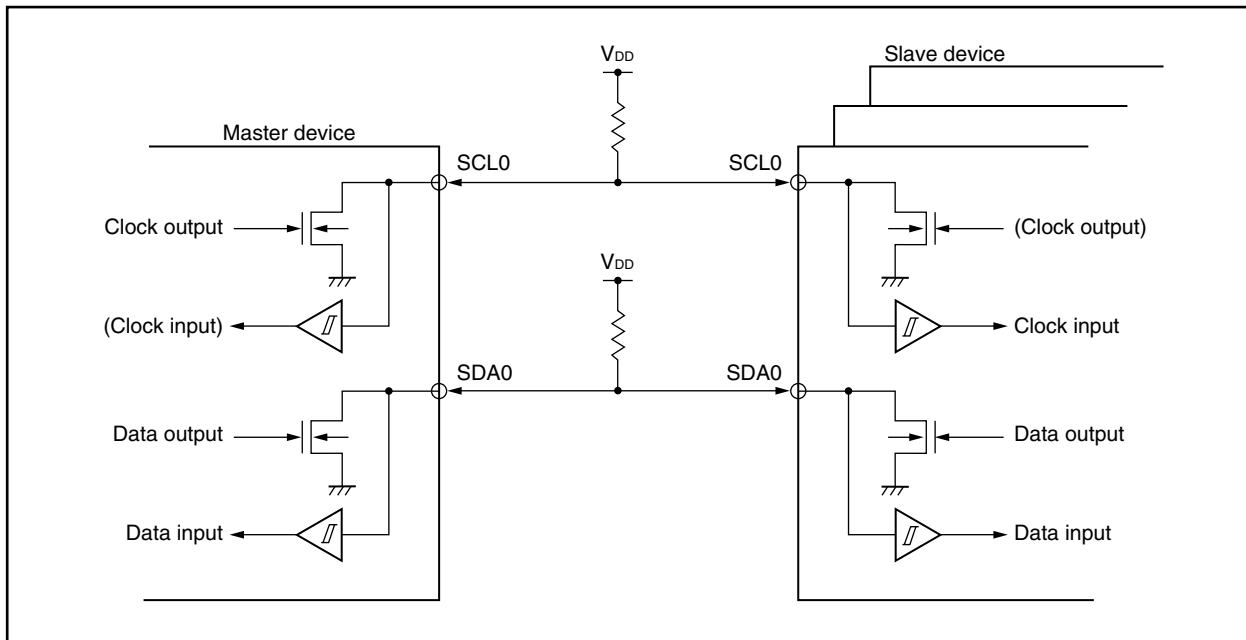 VDD
Slave device
Master device
SCL0
SCL0
Clock output
(Clock output)
VDD
(Clock input)
Clock input
SDA0
SDA0
Data output
Data output
Data input
Data input